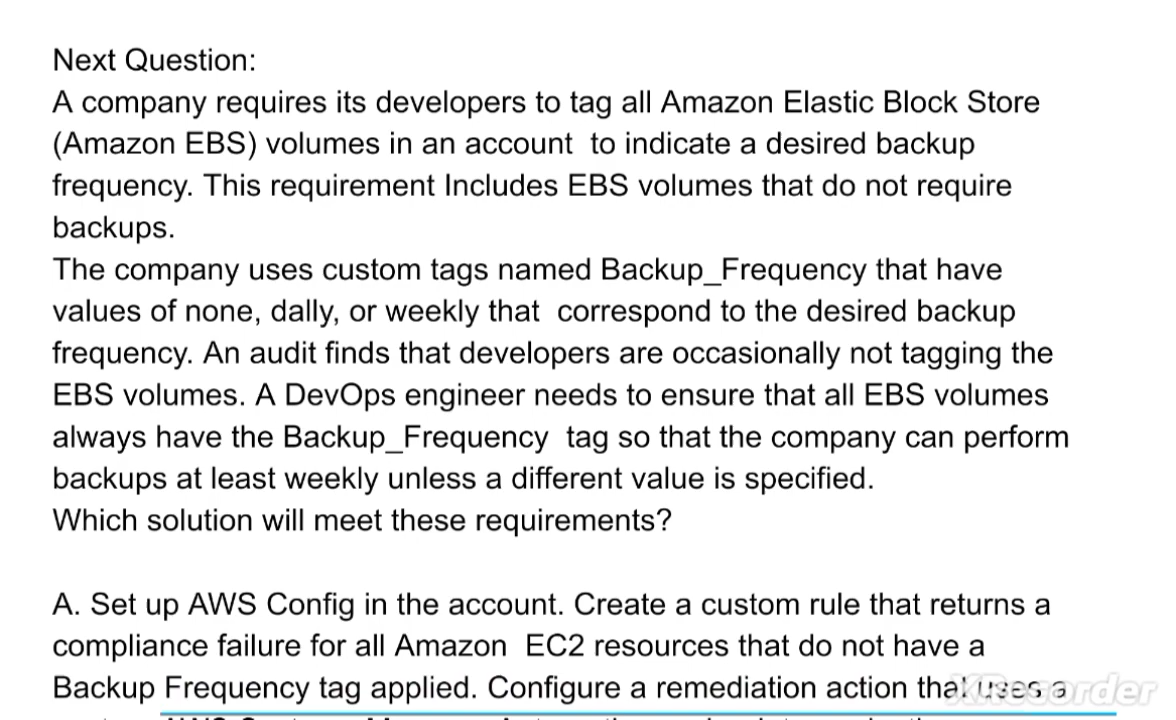 Next Question:
A company requires its developers to tag all Amazon Elastic Block Store
(Amazon EBS) volumes in an account  to indicate a desired backup
frequency. This requirement Includes EBS volumes that do not require
backups.
The company uses custom tags named Backup_Frequency that have
values of none, dally, or weekly that  correspond to the desired backup
frequency. An audit finds that developers are occasionally not tagging the
EBS volumes. A DevOps engineer needs to ensure that all EBS volumes
always have the Backup_Frequency  tag so that the company can perform
backups at least weekly unless a different value is specified.
Which solution will meet these requirements?
A. Set up AWS Config in the account. Create a custom rule that returns a
compliance failure for all Amazon  EC2 resources that do not have a
Backup Frequency tag applied. Configure a remediation action that uses a
XRecorder